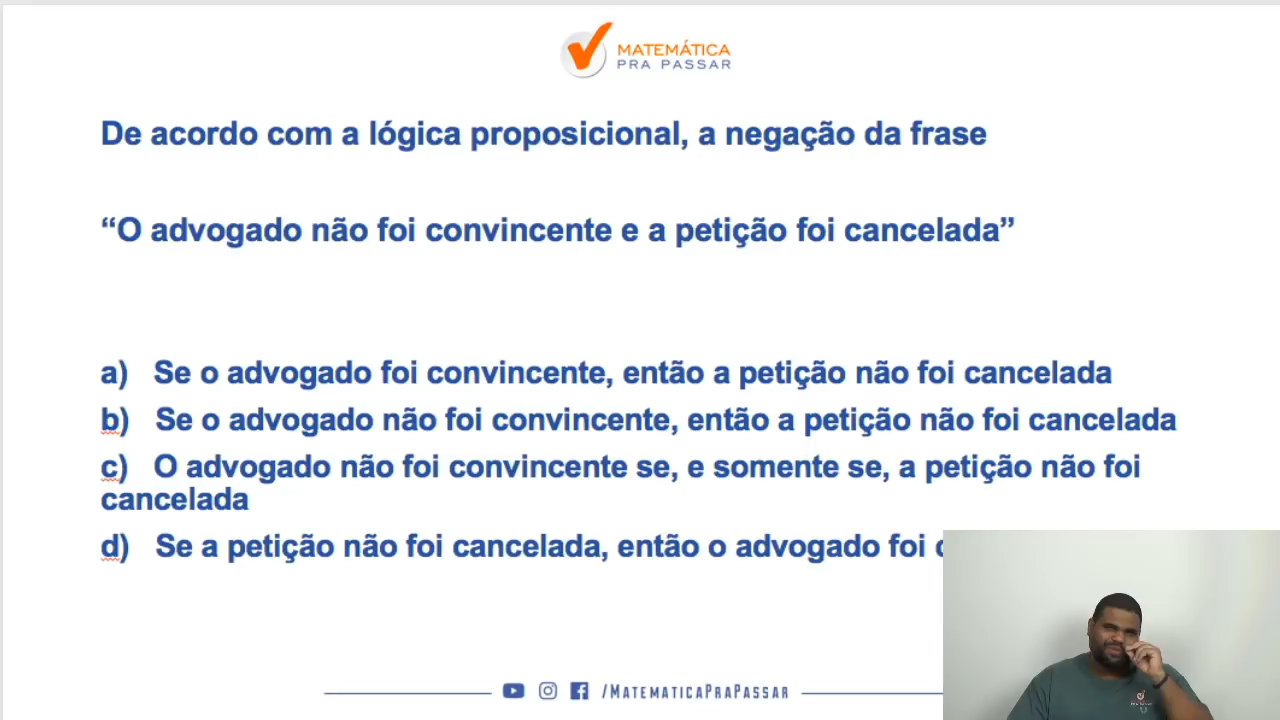 MATEMÁTICA
PRA PASSAR
De acordo com a lógica proposicional, a negação da frase
“O advogado não foi convincente e a petição foi cancelada”
a) Se o advogado foi convincente, então a petição não foi cancelada
b) Se o advogado não foi convincente, então a petição não foi cancelada
c) O advogado não foi convincente se, e somente se, a petição não foi
cancelada
d) Se a petição não foi cancelada, então o advogado foi
/MATEMATICAPRAPASSAR